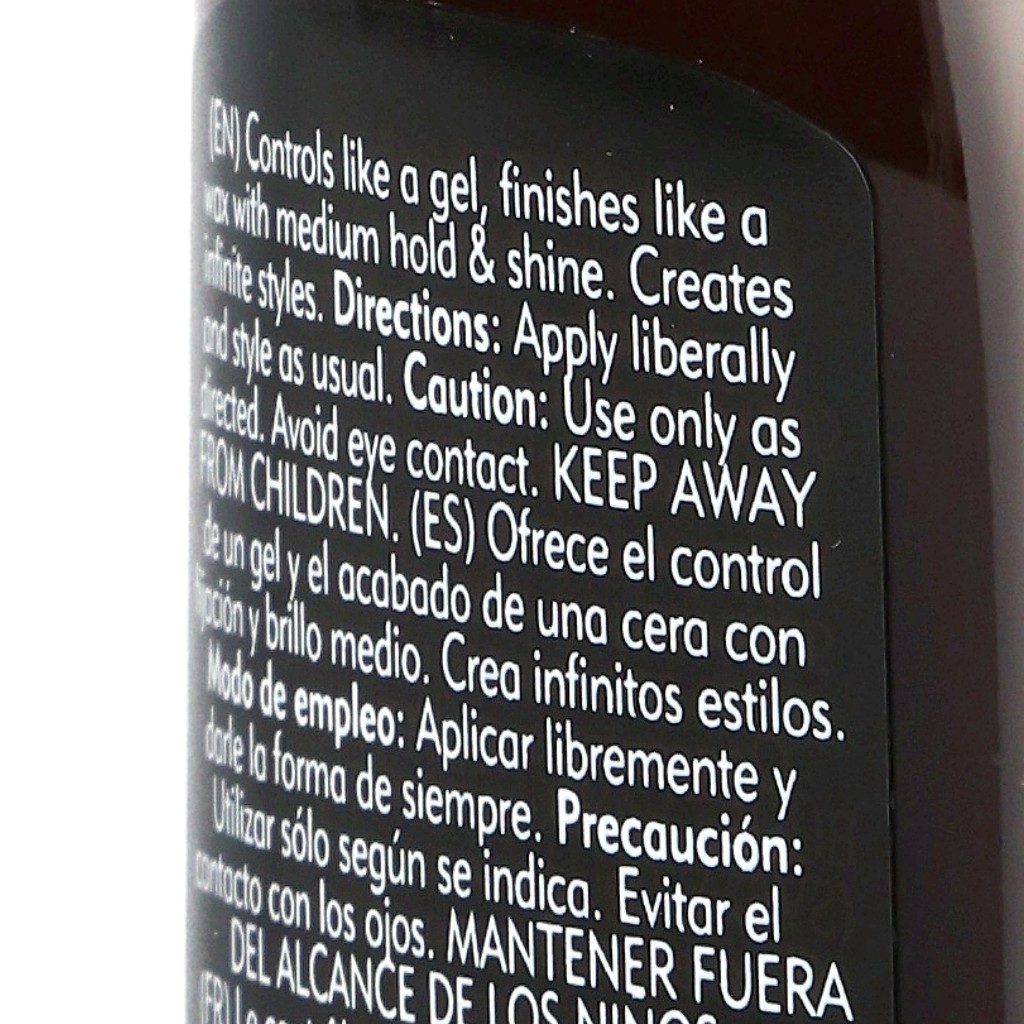 (EN) Controls like a gel, finishes like a
wax with medium hold & shine. Creates
infinite styles. Directions: Apply liberally
and style as usual. Caution: Use only as
directed. Avoid eye contact. KEEP AWAY
FROM CHILDREN. (ES) Ofrece el control
de un gel y el acabado de una cera con
fijación y brillo medio. Crea infinitos estilos.
Modo de empleo: Aplicar libremente y
darle la forma de siempre. Precaución:
Utilizar sólo según se indica. Evitar el
contacto con los ojos. MANTENER FUERA
DEL ALCANCE DE LOS NIÑOS.
(FR) Le